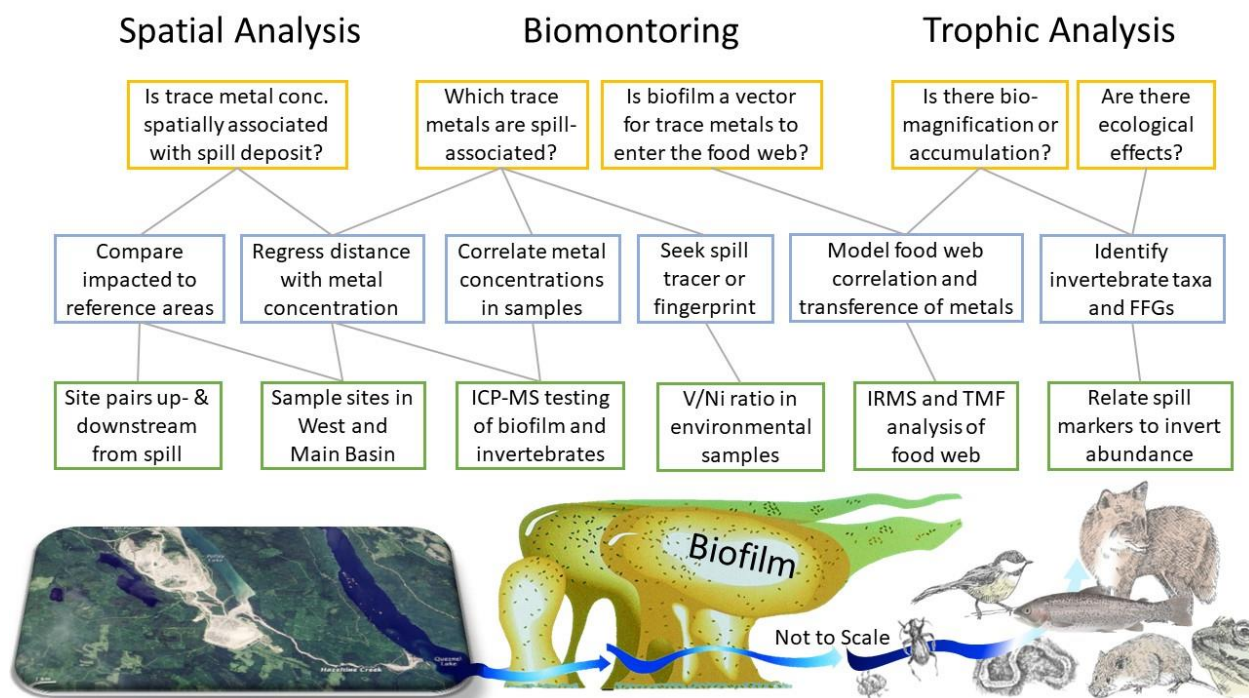 Spatial Analysis
Biomontoring
Trophic Analysis
Is trace metal conc.
spatially associated
with spill deposit?
Which trace
metals are spill-
associated?
Is biofilm a vector
for trace metals to
enter the food web?
Is there bio-
magnification or
accumulation?
Are there
ecological
effects?
Compare
impacted to
reference areas
Regress distance
with metal
concentration
Correlate metal
concentrations
in samples
Seek spill
tracer or
fingerprint
Model food web
correlation and
transference of metals
Identify
invertebrate taxa
and FFGs
Site pairs up- &
downstream
from spill
Sample sites in
West and
Main Basin
ICP-MS testing
of biofilm and
invertebrates
V/Ni ratio in
environmental
samples
IRMS and TMF
analysis of
food web
Relate spill
markers to invert
abundance
Biofilm
Not to Scale
Hazeltine Creek
Quesnel
Lake